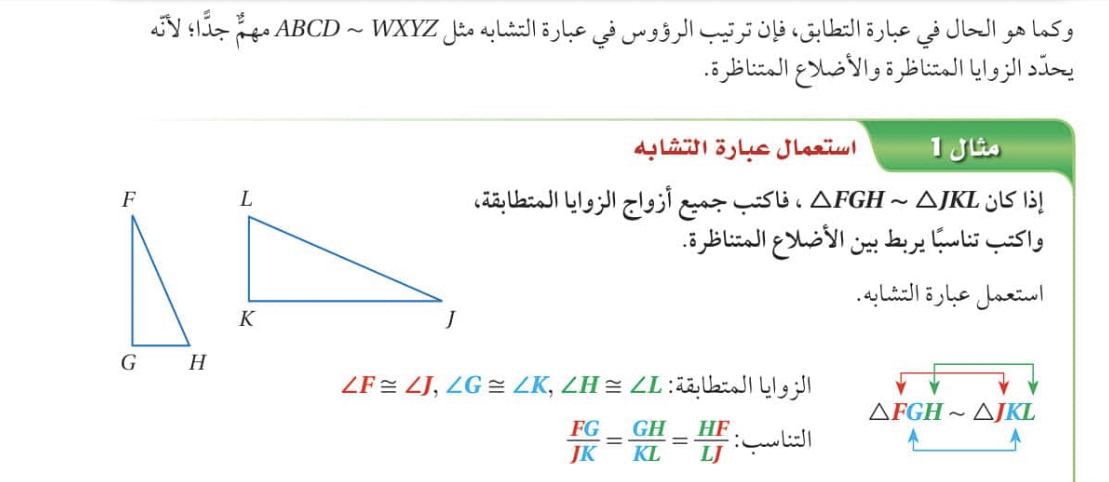 وكما هو الحال في عبارة التطابق، فإن ترتيب الرؤوس في عبارة التشابه مثل ABCD ~ WXYZ مهمٌّ جدًّا؛ لأنّه
يحدّد الزوايا المتناظرة والأضلاع المتناظرة.
مثال 1 استعمال عبارة التشابه
إذا كان △FGH ~ △JKL ، فاكتب جميع أزواج الزوايا المتطابقة،
واكتب تناسبًا يربط بين الأضلاع المتناظرة.
استعمل عبارة التشابه.
F
L
K
J
G
H
△FGH ~ △JKL
الزوايا المتطابقة: ∠F ≅ ∠J, ∠G ≅ ∠K, ∠H ≅ ∠L
التناسب: FG/JK = GH/KL = HF/LJ